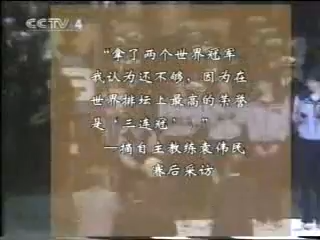 CCTV 4
“拿了两个世界冠军
我认为还不够，因为在
世界排坛上最高的荣誉
是‘三连冠’。”
—摘自主教练袁伟民
赛后采访